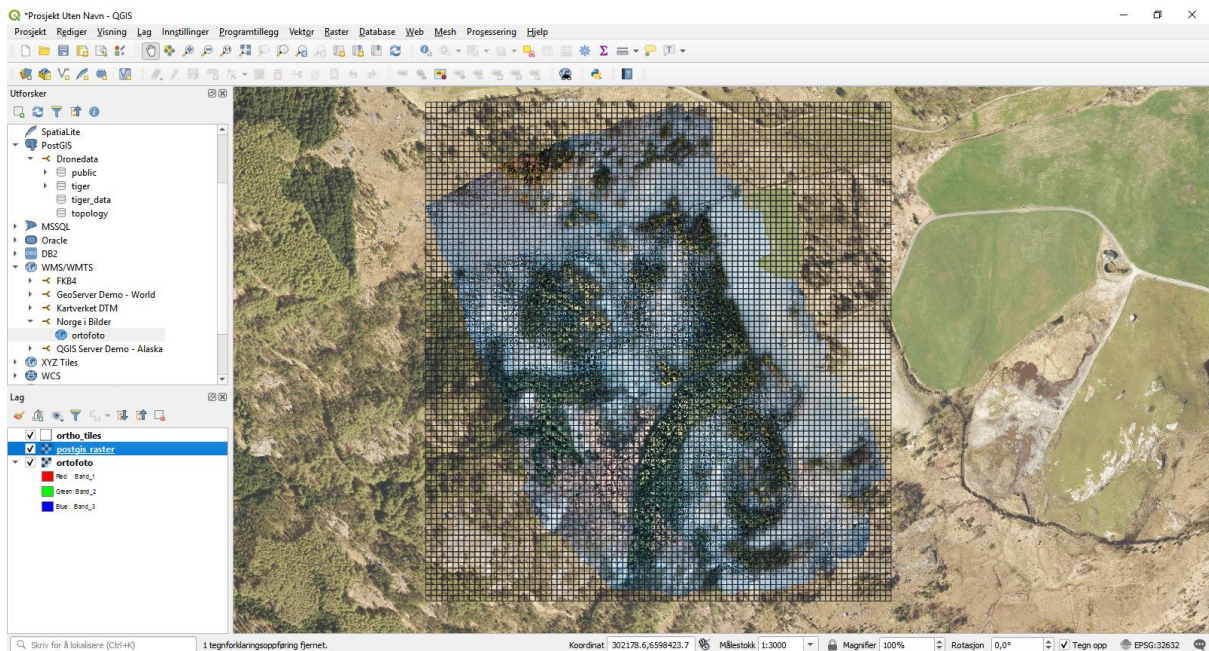 *Prosjekt Uten Navn - QGIS
Prosjekt Rediger Visning Lag Innstillinger Programtillegg Vektor Raster Database Web Mesh Prosessering Hjelp
Utforsker
SpatiaLite
PostGIS
Dronedata
public
tiger
tiger_data
topology
MSSQL
Oracle
DB2
WMS/WMTS
FKB4
GeoServer Demo - World
Kartverket DTM
Norge i Bilder
ortofoto
QGIS Server Demo - Alaska
XYZ Tiles
WCS
Lag
ortho_tiles
postgis_raster
ortofoto
Red: Band_1
Green: Band_2
Blue: Band_3
Skriv for å lokalisere (Ctrl+K) 1 tegnforklaringsoppføring fjernet. Koordinat 302178.6,6598423.7 Målestokk 1:3000 Magnifier 100% Rotasjon 0,0° Tegn opp EPSG:32632